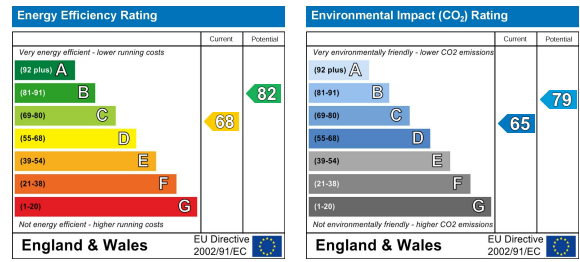 Energy Efficiency Rating
Current Potential
Very energy efficient - lower running costs
(92 plus) A
(81-91) B
(69-80) C
(55-68) D
(39-54) E
(21-38) F
(1-20) G
68
82
Not energy efficient - higher running costs
England & Wales
EU Directive
2002/91/EC
Environmental Impact (CO₂) Rating
Current Potential
Very environmentally friendly - lower CO2 emissions
(92 plus) A
(81-91) B
(69-80) C
(55-68) D
(39-54) E
(21-38) F
(1-20) G
65
79
Not environmentally friendly - higher CO2 emissions
England & Wales
EU Directive
2002/91/EC